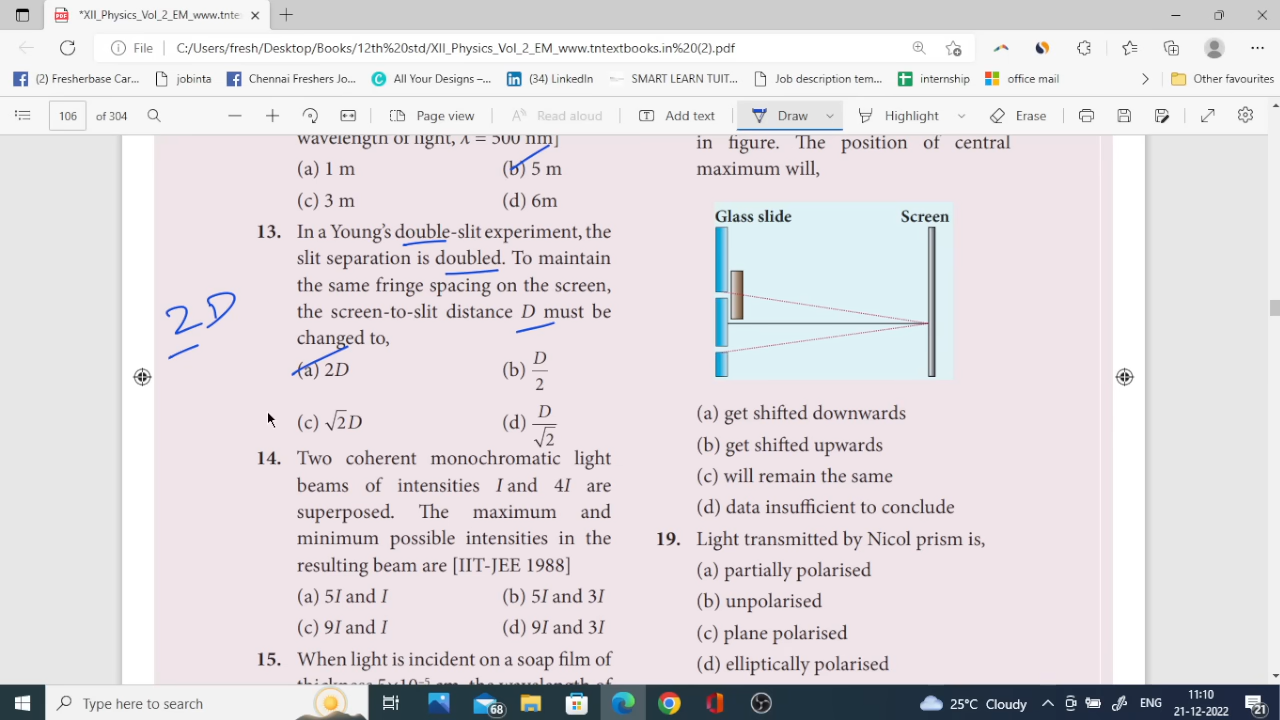 *XII_Physics_Vol_2_EM_www.tnte
File
C:/Users/fresh/Desktop/Books/12th%20std/XII_Physics_Vol_2_EM_www.tntextbooks.in%20(2).pdf
(2) Fresherbase Car...
jobinta
Chennai Freshers Jo...
All Your Designs –...
(34) LinkedIn
SMART LEARN TUIT...
Job description tem...
internship
office mail
Other favourites
106 of 304
Page view
Read aloud
Add text
Draw
Highlight
Erase
wavelength of light, λ = 500 nm]
(a) 1 m (b) 5 m
(c) 3 m (d) 6m
13. In a Young's double-slit experiment, the
slit separation is doubled. To maintain
the same fringe spacing on the screen,
the screen-to-slit distance D must be
changed to,
2D
(a) 2D (b) D/2
(c) √2D (d) D/√2
14. Two coherent monochromatic light
beams of intensities I and 4I are
superposed. The maximum and
minimum possible intensities in the
resulting beam are [IIT-JEE 1988]
(a) 5I and I (b) 5I and 3I
(c) 9I and I (d) 9I and 3I
15. When light is incident on a soap film of
thickness 5×10⁻⁵ cm, the wavelength of
in figure. The position of central
maximum will,
Glass slide Screen
(a) get shifted downwards
(b) get shifted upwards
(c) will remain the same
(d) data insufficient to conclude
19. Light transmitted by Nicol prism is,
(a) partially polarised
(b) unpolarised
(c) plane polarised
(d) elliptically polarised
Type here to search
68
25°C Cloudy
ENG
11:10
21-12-2022
21